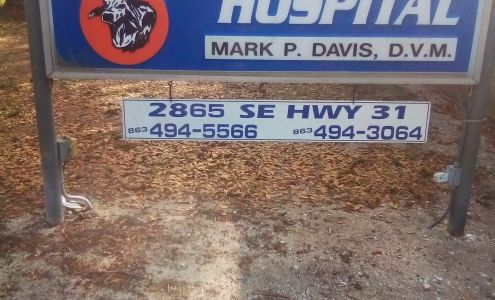 HOSPITAL
MARK P. DAVIS, D.V.M.
2865 SE HWY 31
863 494-5566 863 494-3064